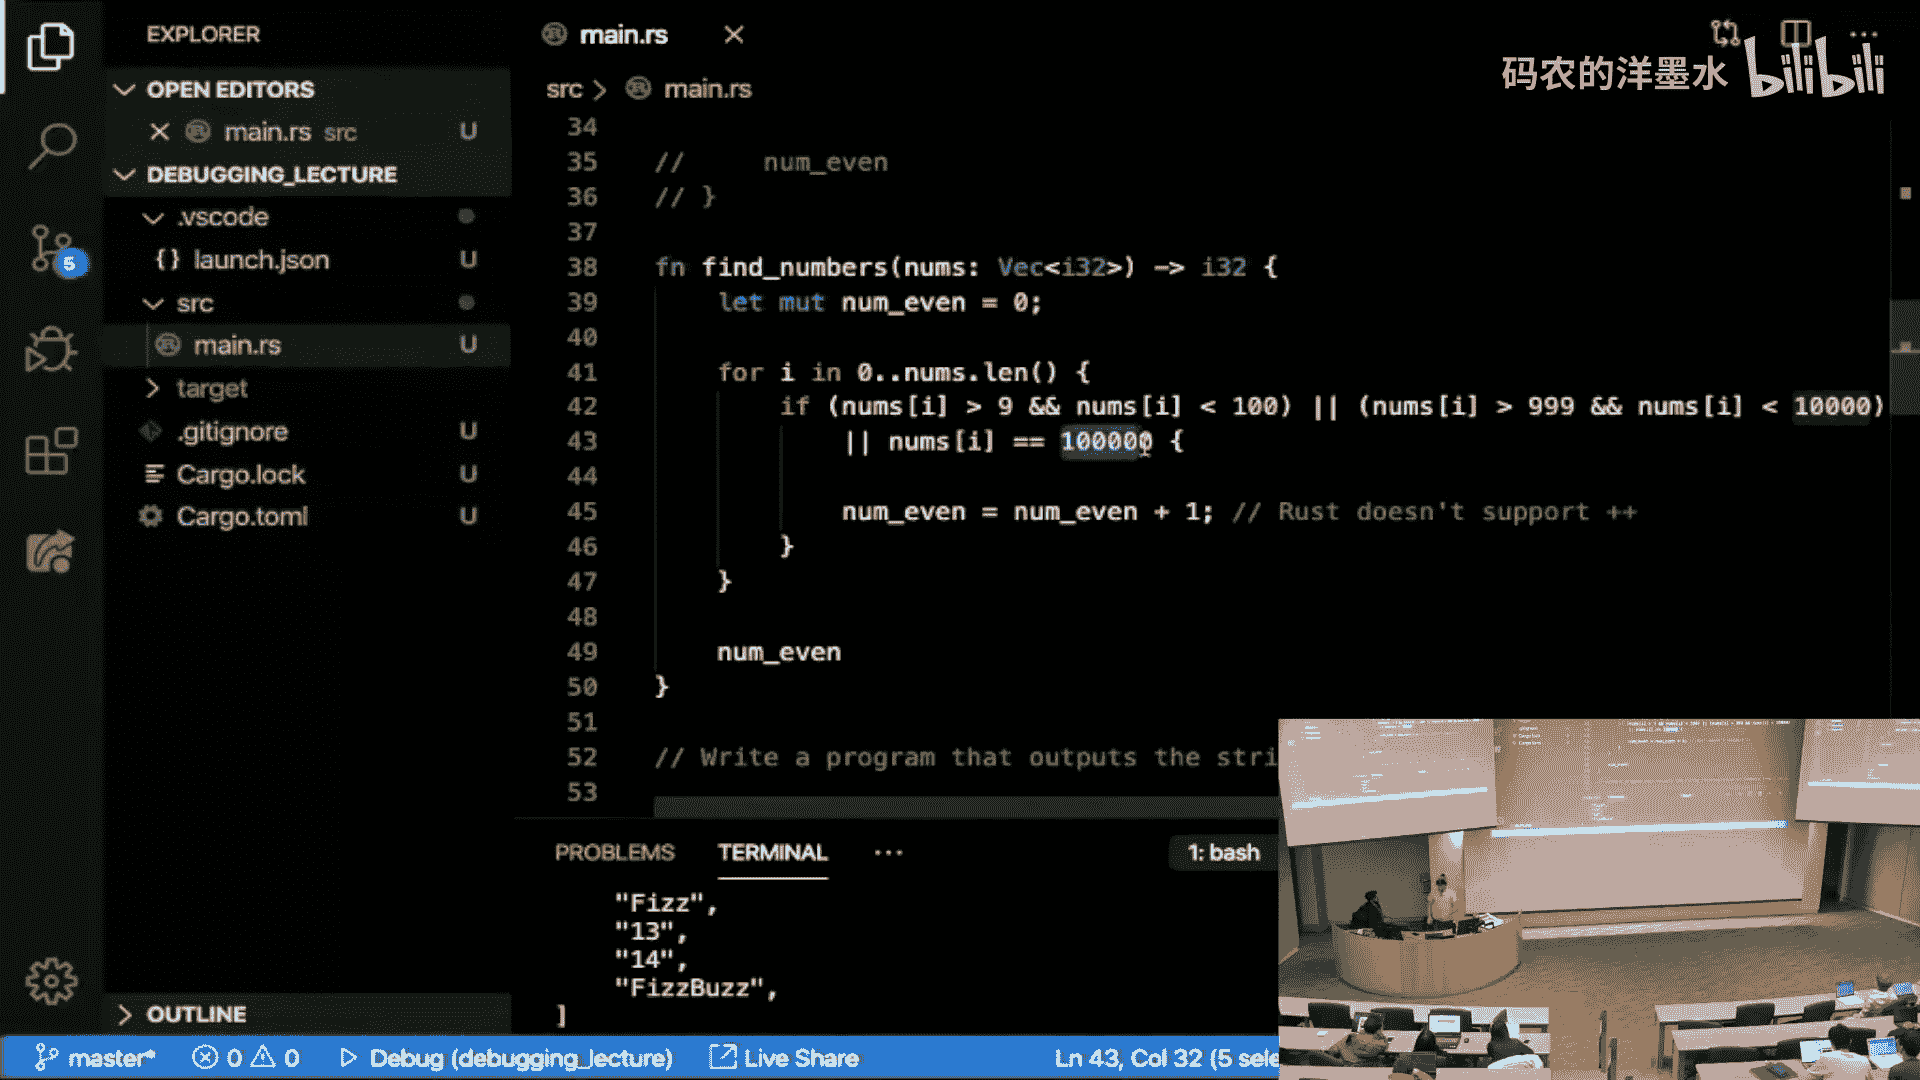 EXPLORER
OPEN EDITORS
main.rs src U
DEBUGGING_LECTURE
.vscode
{} launch.json U
src
main.rs U
target
.gitignore U
Cargo.lock U
Cargo.toml U
OUTLINE
5
main.rs
src > main.rs
码农的洋墨水 bilibili
34
35 // num_even
36 // }
37
38 fn find_numbers(nums: Vec<i32>) -> i32 {
39 let mut num_even = 0;
40
41 for i in 0..nums.len() {
42 if (nums[i] > 9 && nums[i] < 100) || (nums[i] > 999 && nums[i] < 10000)
43 || nums[i] == 100000 {
44
45 num_even = num_even + 1; // Rust doesn't support ++
46 }
47 }
48
49 num_even
50 }
51
52 // Write a program that outputs the stri
53
PROBLEMS TERMINAL ··· 1: bash
"Fizz",
"13",
"14",
"FizzBuzz",
]
master* 0 0 Debug (debugging_lecture) Live Share Ln 43, Col 32 (5 sele